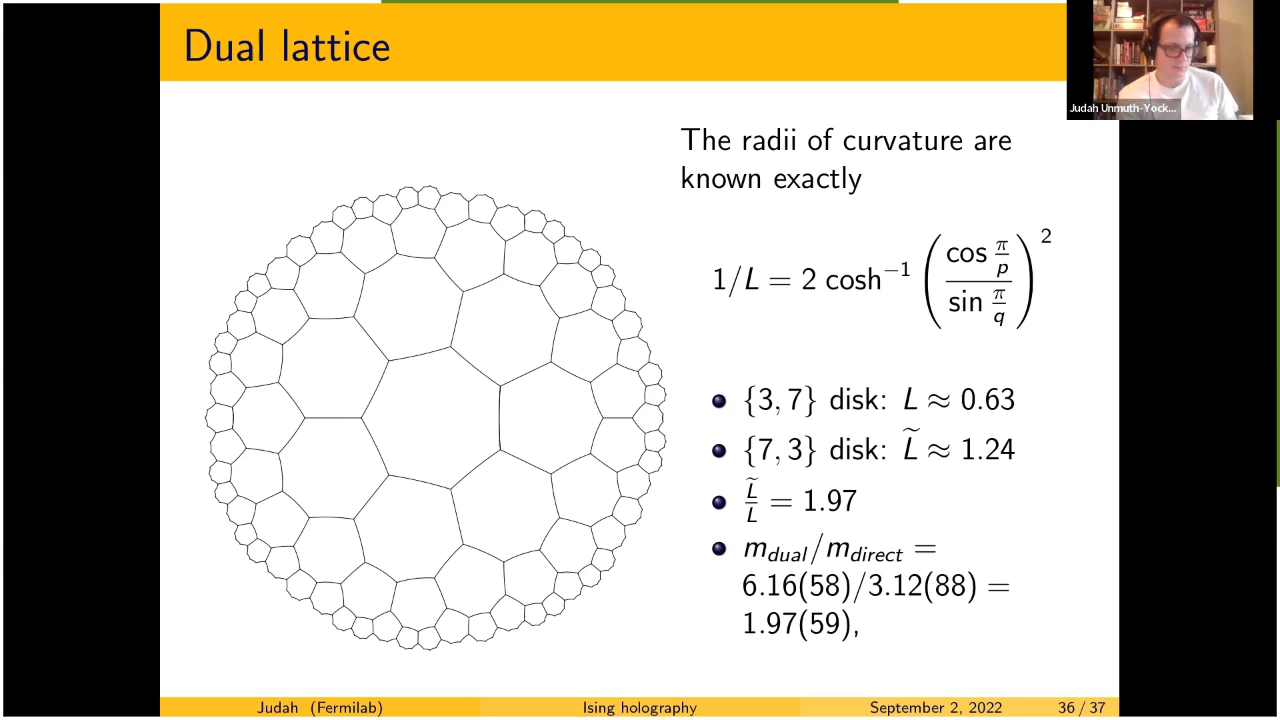 Dual lattice
Judah Unmuth-Yock...
The radii of curvature are
known exactly
1/L = 2 cosh⁻¹ (cos π/p / sin π/q)²
{3, 7} disk: L ≈ 0.63
{7, 3} disk: L̃ ≈ 1.24
L̃/L = 1.97
m_dual/m_direct =
6.16(58)/3.12(88) =
1.97(59),
Judah (Fermilab)
Ising holography
September 2, 2022
36 / 37